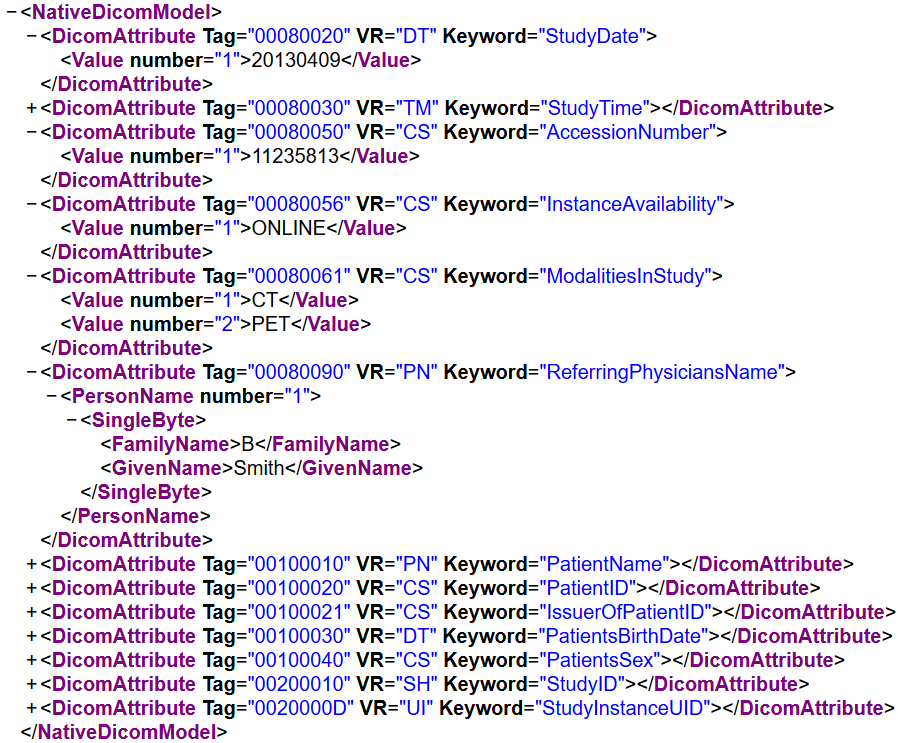 −<NativeDicomModel>
−<DicomAttribute Tag="00080020" VR="DT" Keyword="StudyDate">
<Value number="1">20130409</Value>
</DicomAttribute>
+<DicomAttribute Tag="00080030" VR="TM" Keyword="StudyTime"></DicomAttribute>
−<DicomAttribute Tag="00080050" VR="CS" Keyword="AccessionNumber">
<Value number="1">11235813</Value>
</DicomAttribute>
−<DicomAttribute Tag="00080056" VR="CS" Keyword="InstanceAvailability">
<Value number="1">ONLINE</Value>
</DicomAttribute>
−<DicomAttribute Tag="00080061" VR="CS" Keyword="ModalitiesInStudy">
<Value number="1">CT</Value>
<Value number="2">PET</Value>
</DicomAttribute>
−<DicomAttribute Tag="00080090" VR="PN" Keyword="ReferringPhysiciansName">
−<PersonName number="1">
−<SingleByte>
<FamilyName>B</FamilyName>
<GivenName>Smith</GivenName>
</SingleByte>
</PersonName>
</DicomAttribute>
+<DicomAttribute Tag="00100010" VR="PN" Keyword="PatientName"></DicomAttribute>
+<DicomAttribute Tag="00100020" VR="CS" Keyword="PatientID"></DicomAttribute>
+<DicomAttribute Tag="00100021" VR="CS" Keyword="IssuerOfPatientID"></DicomAttribute>
+<DicomAttribute Tag="00100030" VR="DT" Keyword="PatientsBirthDate"></DicomAttribute>
+<DicomAttribute Tag="00100040" VR="CS" Keyword="PatientsSex"></DicomAttribute>
+<DicomAttribute Tag="00200010" VR="SH" Keyword="StudyID"></DicomAttribute>
+<DicomAttribute Tag="0020000D" VR="UI" Keyword="StudyInstanceUID"></DicomAttribute>
</NativeDicomModel>